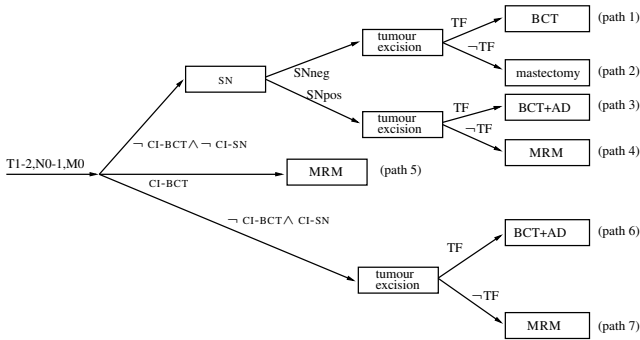 TF
BCT
(path 1)
tumour
excision
¬TF
SNneg
mastectomy
(path 2)
SN
SNpos
TF
BCT+AD
(path 3)
tumour
excision
¬TF
¬ CI-BCT∧¬ CI-SN
MRM
(path 4)
T1-2,N0-1,M0
MRM
(path 5)
CI-BCT
¬ CI-BCT∧ CI-SN
BCT+AD
(path 6)
TF
tumour
excision
¬TF
MRM
(path 7)